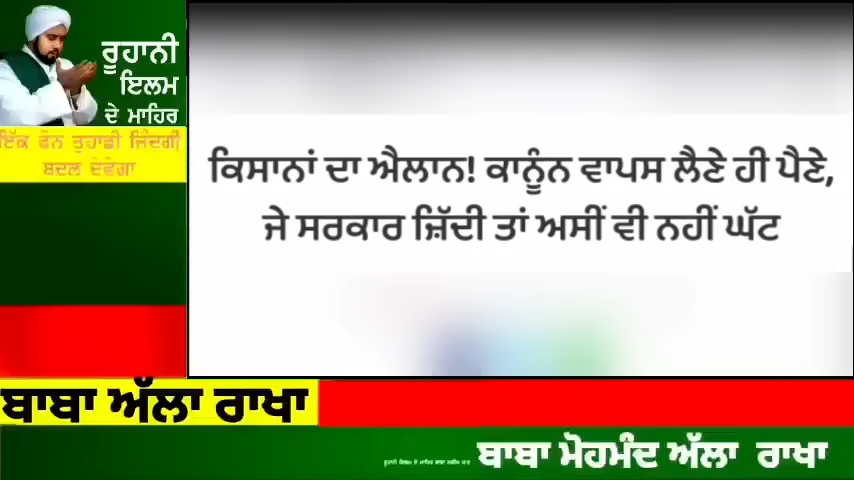 ਰੂਹਾਨੀ
ਇਲਮ
ਦੇ ਮਾਹਿਰ
ਇੱਕ ਫੋਨ ਤੁਹਾਡੀ ਜਿੰਦਗੀ
ਬਦਲ ਦੇਵੇਗਾ
ਕਿਸਾਨਾਂ ਦਾ ਐਲਾਨ! ਕਾਨੂੰਨ ਵਾਪਸ ਲੈਣੇ ਹੀ ਪੈਣੇ,
ਜੇ ਸਰਕਾਰ ਜ਼ਿੱਦੀ ਤਾਂ ਅਸੀਂ ਵੀ ਨਹੀਂ ਘੱਟ
ਬਾਬਾ ਅੱਲਾ ਰਾਖਾ
ਬਾਬਾ ਮੋਹਮੰਦ ਅੱਲਾ ਰਾਖਾ